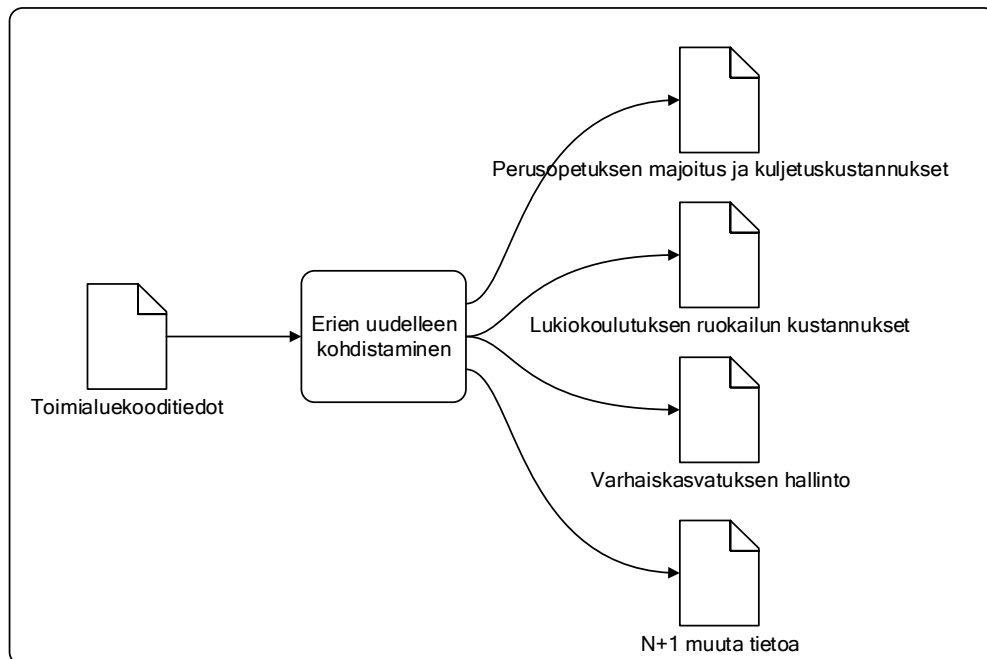 Perusopetuksen majoitus ja kuljetuskustannukset
Lukiokoulutuksen ruokailun kustannukset
Erien uudelleen
kohdistaminen
Toimialuekooditiedot
Varhaiskasvatuksen hallinto
N+1 muuta tietoa